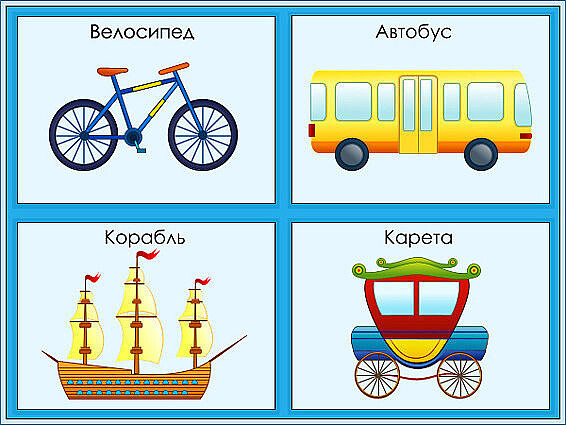 Велосипед
Автобус
Корабль
Карета